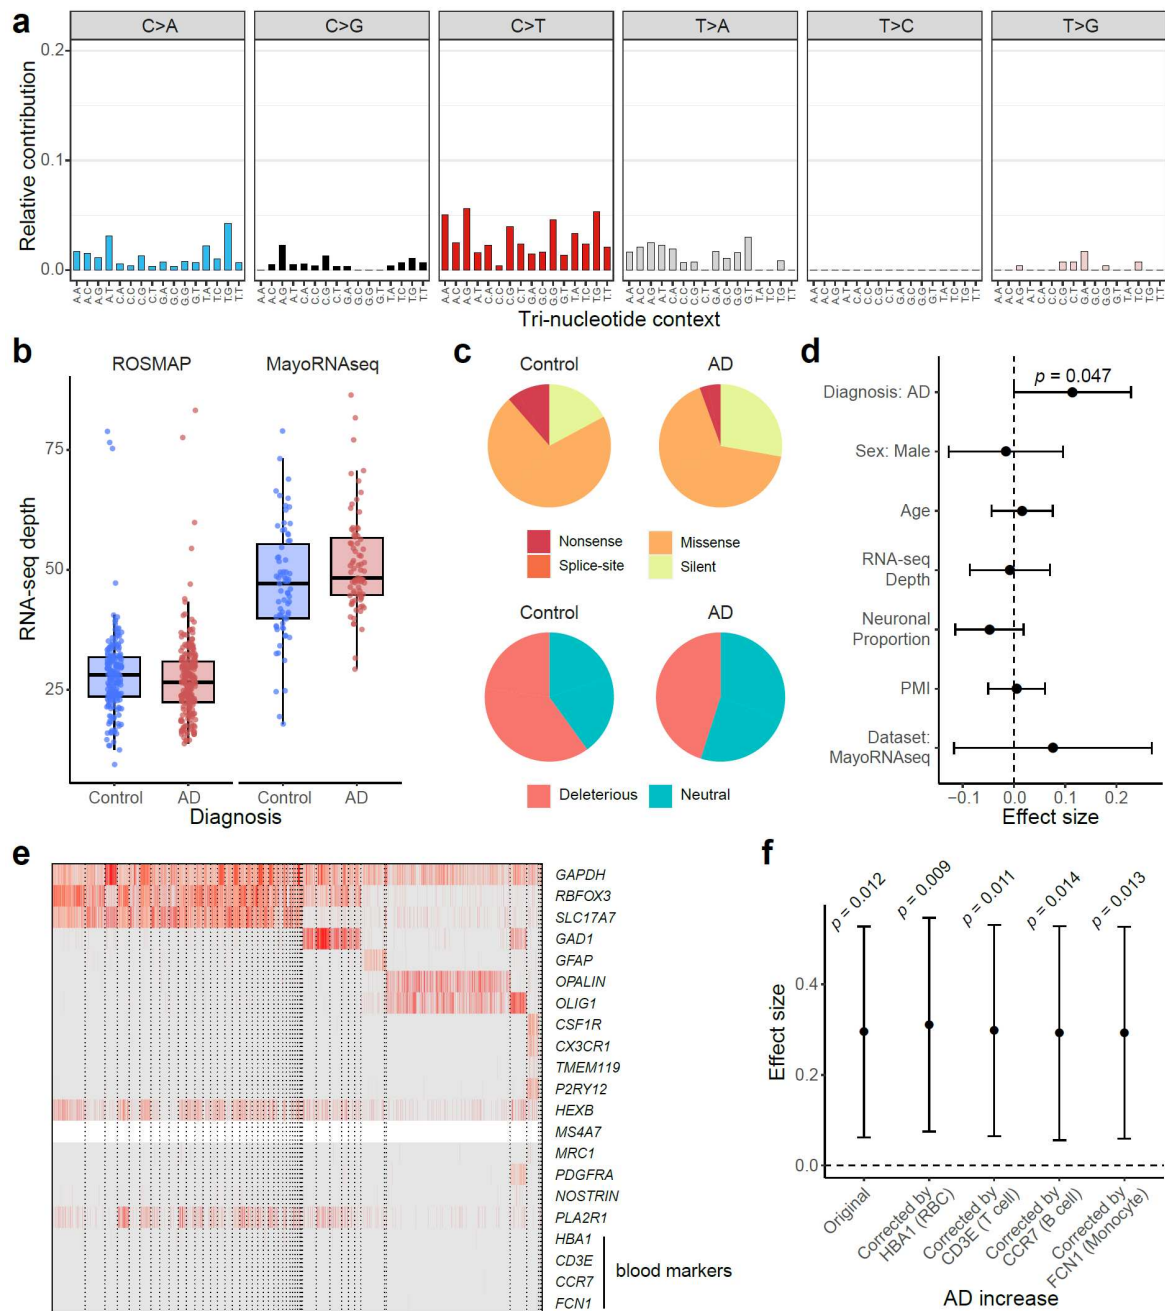 a
C>A C>G C>T T>A T>C T>G
Relative contribution
0.2
0.1
0.0
A.A A.C A.G A.T C.A C.C C.G C.T G.A G.C G.G G.T T.A T.C T.G T.T
Tri-nucleotide context
b
ROSMAP MayoRNAseq
RNA-seq depth
75
50
25
Control AD Control AD
Diagnosis
c
Control AD
Nonsense Missense
Splice-site Silent
Control AD
Deleterious Neutral
d
p = 0.047
Diagnosis: AD
Sex: Male
Age
RNA-seq
Depth
Neuronal
Proportion
PMI
Dataset:
MayoRNAseq
−0.1 0.0 0.1 0.2
Effect size
e
GAPDH
RBFOX3
SLC17A7
GAD1
GFAP
OPALIN
OLIG1
CSF1R
CX3CR1
TMEM119
P2RY12
HEXB
MS4A7
MRC1
PDGFRA
NOSTRIN
PLA2R1
HBA1
CD3E
CCR7
FCN1
blood markers
f
p = 0.012
p = 0.009
p = 0.011
p = 0.014
p = 0.013
Effect size
0.4
0.2
0.0
Original
Corrected by
HBA1 (RBC)
Corrected by
CD3E (T cell)
Corrected by
CCR7 (B cell)
Corrected by
FCN1 (Monocyte)
AD increase